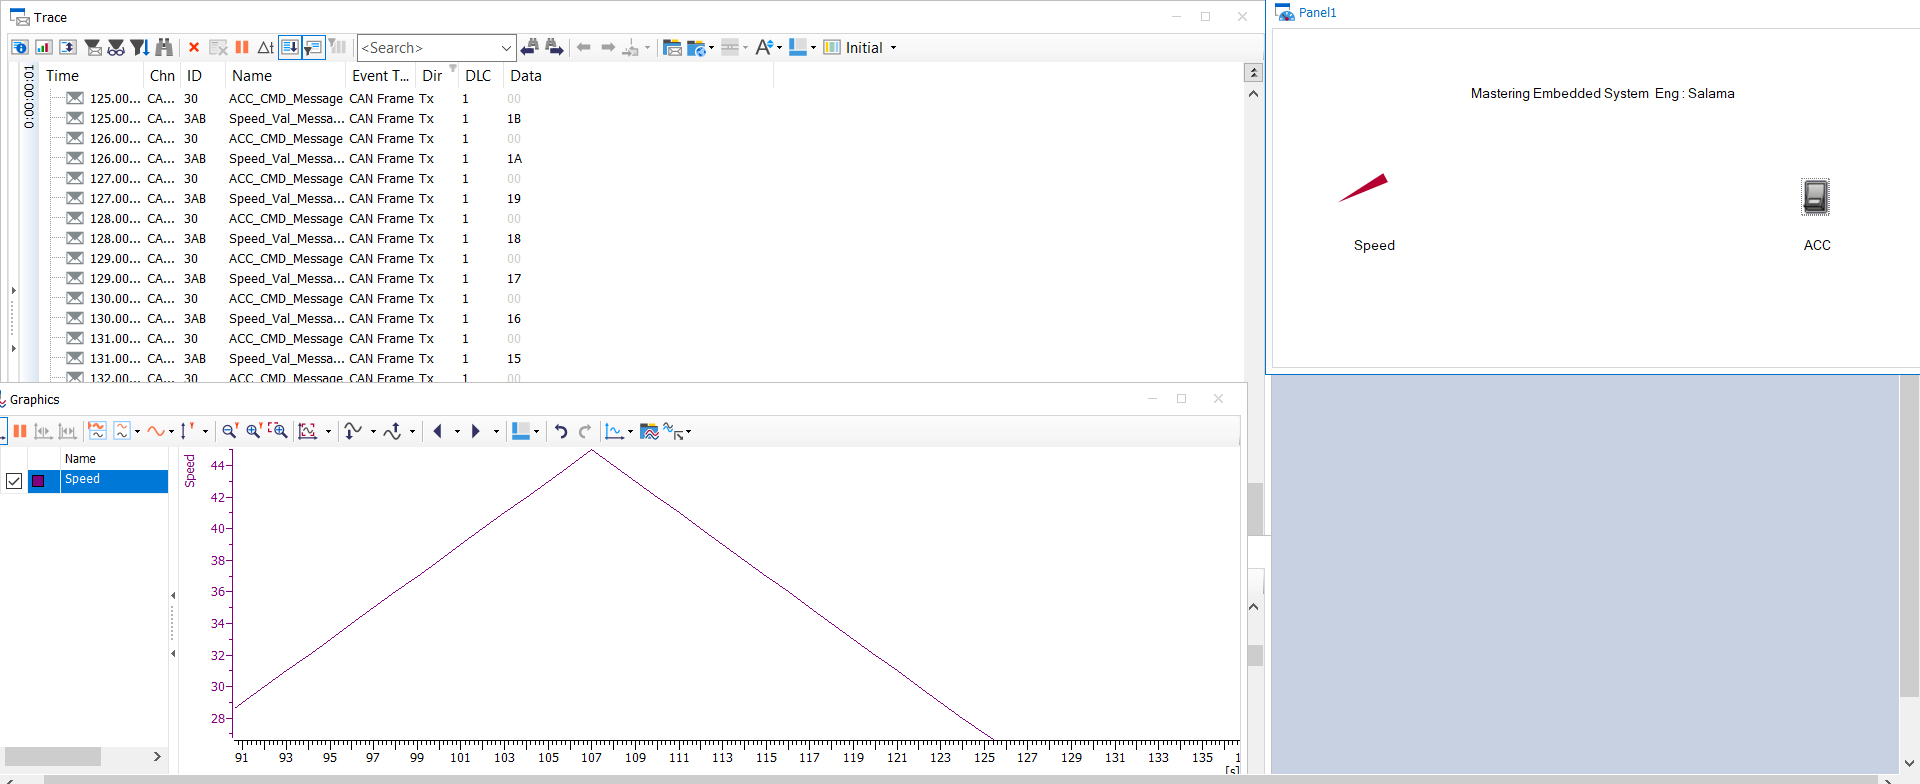 Trace
Panel1
<Search>
Initial
Time Chn ID Name Event T... Dir DLC Data
0:00:00:01
125.00... CA... 30 ACC_CMD_Message CAN Frame Tx 1 00
125.00... CA... 3AB Speed_Val_Messa... CAN Frame Tx 1 1B
126.00... CA... 30 ACC_CMD_Message CAN Frame Tx 1 00
126.00... CA... 3AB Speed_Val_Messa... CAN Frame Tx 1 1A
127.00... CA... 30 ACC_CMD_Message CAN Frame Tx 1 00
127.00... CA... 3AB Speed_Val_Messa... CAN Frame Tx 1 19
128.00... CA... 30 ACC_CMD_Message CAN Frame Tx 1 00
128.00... CA... 3AB Speed_Val_Messa... CAN Frame Tx 1 18
129.00... CA... 30 ACC_CMD_Message CAN Frame Tx 1 00
129.00... CA... 3AB Speed_Val_Messa... CAN Frame Tx 1 17
130.00... CA... 30 ACC_CMD_Message CAN Frame Tx 1 00
130.00... CA... 3AB Speed_Val_Messa... CAN Frame Tx 1 16
131.00... CA... 30 ACC_CMD_Message CAN Frame Tx 1 00
131.00... CA... 3AB Speed_Val_Messa... CAN Frame Tx 1 15
132.00... CA... 30 ACC_CMD_Message CAN Frame Tx 1 00
Mastering Embedded System Eng : Salama
Speed
ACC
Graphics
Name
Speed
Speed
44
42
40
38
36
34
32
30
28
91 93 95 97 99 101 103 105 107 109 111 113 115 117 119 121 123 125 127 129 131 133 135
[s]